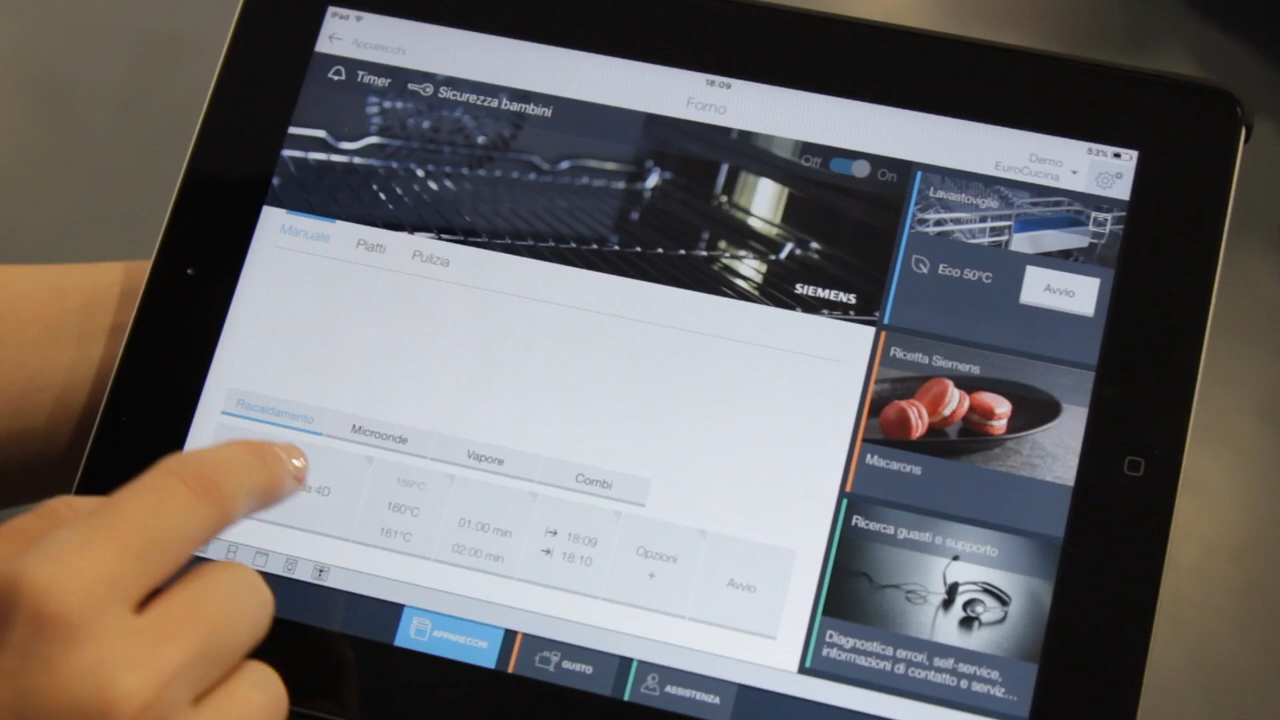 iPad
Apparecchi
18:09
Forno
53%
Demo
EuroCucina
Timer
Sicurezza bambini
Off
On
SIEMENS
Manuale
Piatti
Pulizia
Riscaldamento
Microonde
Vapore
Combi
4D
159°C
160°C
161°C
01:00 min
02:00 min
18:09
18:10
Opzioni
+
Avvio
Lavastoviglie
Eco 50°C
Avvio
Ricetta Siemens
Macarons
Ricerca guasti e supporto
Diagnostica errori, self-service,
informazioni di contatto e serviz...
APPARECCHI
GUSTO
ASSISTENZA